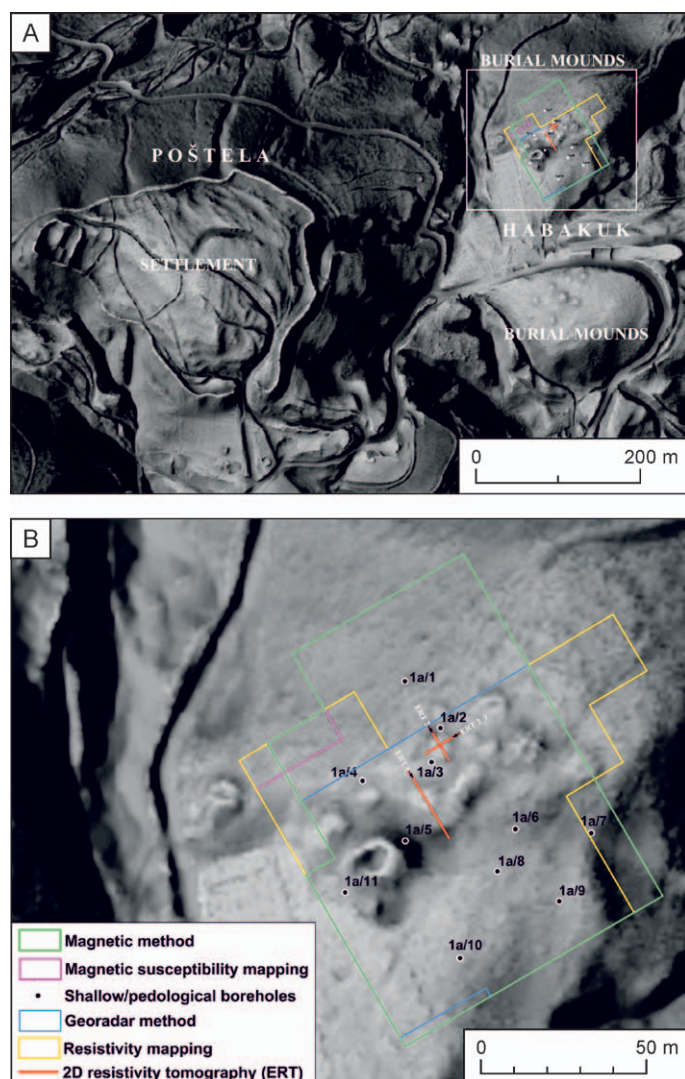 A
BURIAL MOUNDS
POŠTELA
HABAKUK
SETTLEMENT
BURIAL MOUNDS
0 200 m
B
1a/1
1a/2
1a/3
1a/4
1a/5
1a/6
1a/7
1a/8
1a/9
1a/11
1a/10
Magnetic method
Magnetic susceptibility mapping
Shallow/pedological boreholes
Georadar method
Resistivity mapping
2D resistivity tomography (ERT)
0 50 m